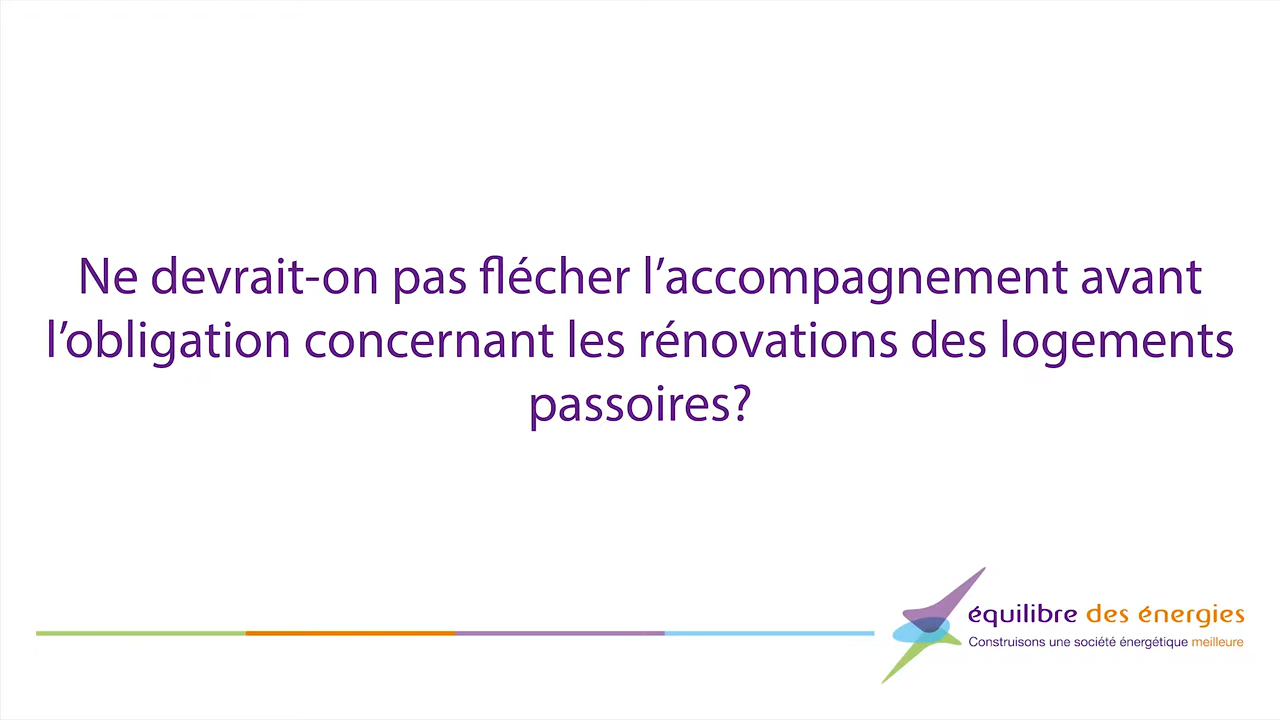 Ne devrait-on pas flécher l’accompagnement avant
l’obligation concernant les rénovations des logements
passoires?
équilibre des énergies
Construisons une société énergétique meilleure